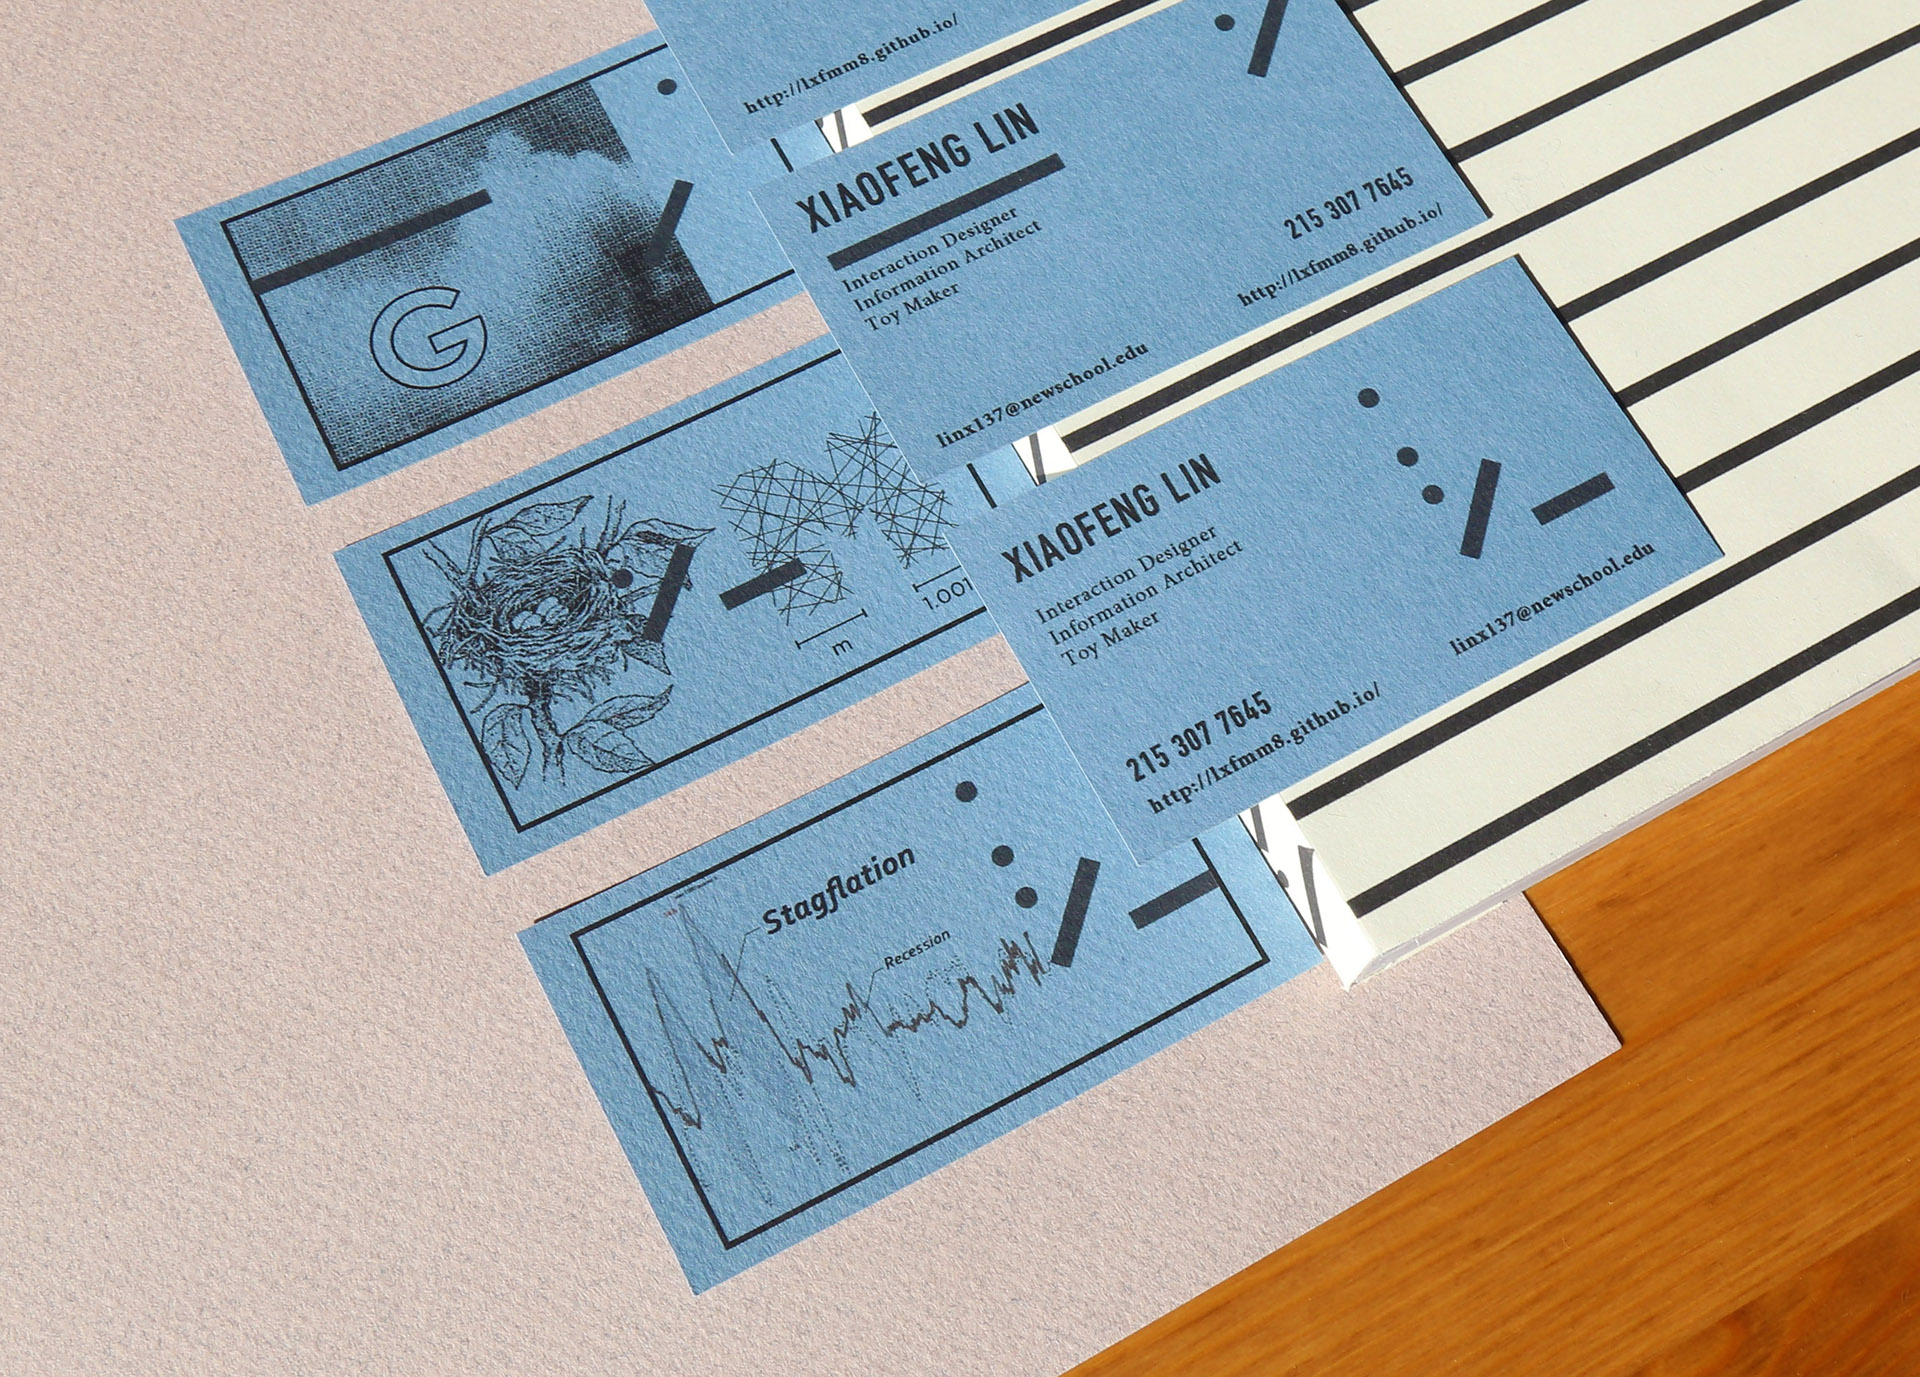 http://lxfmm8.github.io/
XIAOFENG LIN
Interaction Designer
Information Architect
Toy Maker
215 307 7645
http://lxfmm8.github.io/
linx137@newschool.edu
XIAOFENG LIN
Interaction Designer
Information Architect
Toy Maker
215 307 7645
http://lxfmm8.github.io/
linx137@newschool.edu
G
m
1.001
Stagflation
Recession